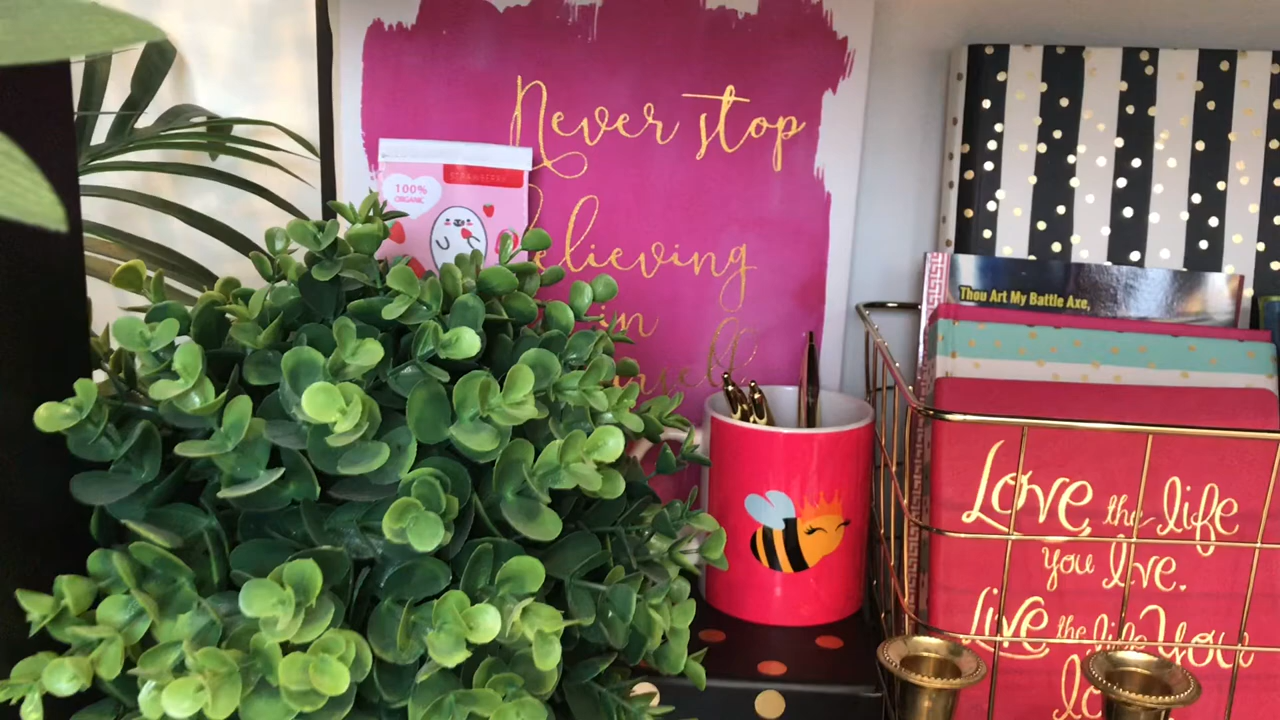 Never stop
Believing
in
STRAWBERRY
100%
ORGANIC
Thou Art My Battle Axe,
Love the life
you live.
Live the life You